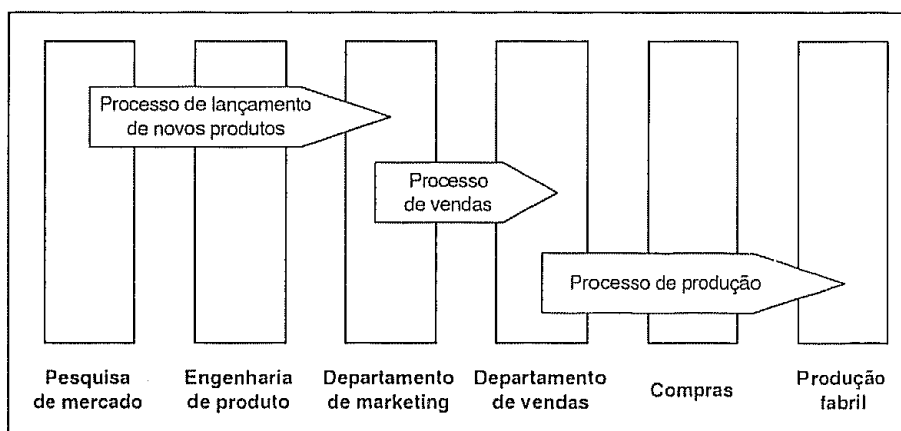 Processo de lançamento
de novos produtos
Processo
de vendas
Processo de produção
Pesquisa
de mercado
Engenharia
de produto
Departamento
de marketing
Departamento
de vendas
Compras
Produção
fabril